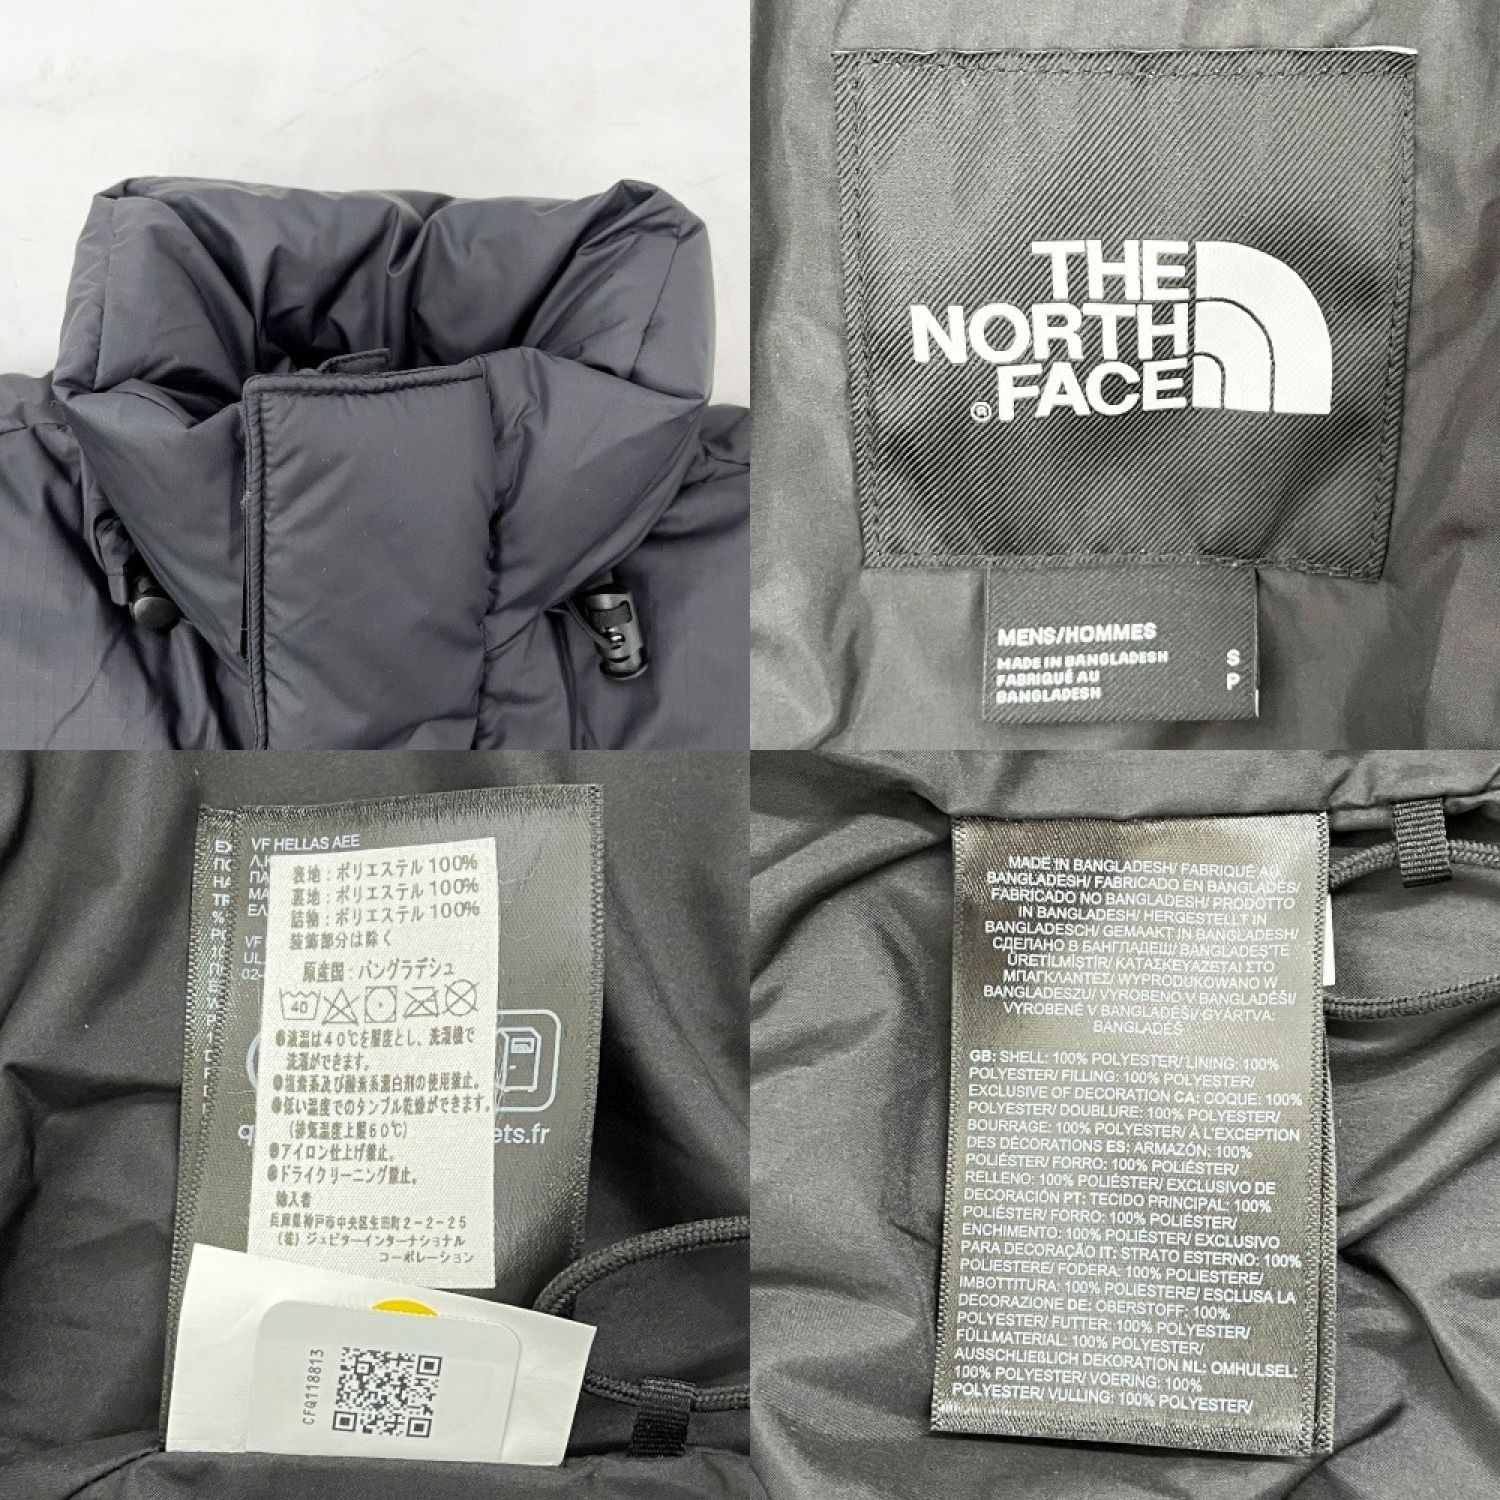 THE
NORTH
FACE
®
MENS/HOMMES
MADE IN BANGLADESH
FABRIQUÉ AU
BANGLADESH
S
P
VF HELLAS AEE
表地：ポリエステル 100%
裏地：ポリエステル 100%
詰物：ポリエステル 100%
装飾部分は除く
原産国：バングラデシュ
40
●液温は40℃を限度とし、洗濯機で
洗濯ができます。
●塩素系及び酸素系漂白剤の使用禁止。
●低い温度でのタンブル乾燥ができます。
(排気温度上限60℃)
●アイロン仕上げ禁止。
●ドライクリーニング禁止。
輸入者
兵庫県神戸市中央区生田町2-2-25
(株) ジュピターインターナショナル
コーポレーション
ets.fr
CFQ118813
MADE IN BANGLADESH/ FABRIQUÉ AU
BANGLADESH/ FABRICADO EN BANGLADÉS/
FABRICADO NO BANGLADESH/ PRODOTTO
IN BANGLADESH/ HERGESTELLT IN
BANGLADESCH/ GEMAAKT IN BANGLADESH/
СДЕЛАНО В БАНГЛАДЕШ/ BANGLADEŞ'TE
ÜRETİLMİŞTİR/ ΚΑΤΑΣΚΕΥΑΖΕΤΑΙ ΣΤΟ
ΜΠΑΓΚΛΑΝΤΕΣ/ WYPRODUKOWANO W
BANGLADESZU/ VYROBENO V BANGLADÉŠI/
VYROBENÉ V BANGLADÉŠI/ GYÁRTVA:
BANGLADÉS
GB: SHELL: 100% POLYESTER/ LINING: 100%
POLYESTER/ FILLING: 100% POLYESTER/
EXCLUSIVE OF DECORATION CA: COQUE: 100%
POLYESTER/ DOUBLURE: 100% POLYESTER/
BOURRAGE: 100% POLYESTER/ À L'EXCEPTION
DES DÉCORATIONS ES: ARMAZÓN: 100%
POLIÉSTER/ FORRO: 100% POLIÉSTER/
RELLENO: 100% POLIÉSTER/ EXCLUSIVO DE
DECORACIÓN PT: TECIDO PRINCIPAL: 100%
POLIÉSTER/ FORRO: 100% POLIÉSTER/
ENCHIMENTO: 100% POLIÉSTER/ EXCLUSIVO
PARA DECORAÇÃO IT: STRATO ESTERNO: 100%
POLIESTERE/ FODERA: 100% POLIESTERE/
IMBOTTITURA: 100% POLIESTERE/ ESCLUSA LA
DECORAZIONE DE: OBERSTOFF: 100%
POLYESTER/ FUTTER: 100% POLYESTER/
FÜLLMATERIAL: 100% POLYESTER/
AUSSCHLIEßLICH DEKORATION NL: OMHULSEL:
100% POLYESTER/ VOERING: 100%
POLYESTER/ VULLING: 100% POLYESTER/